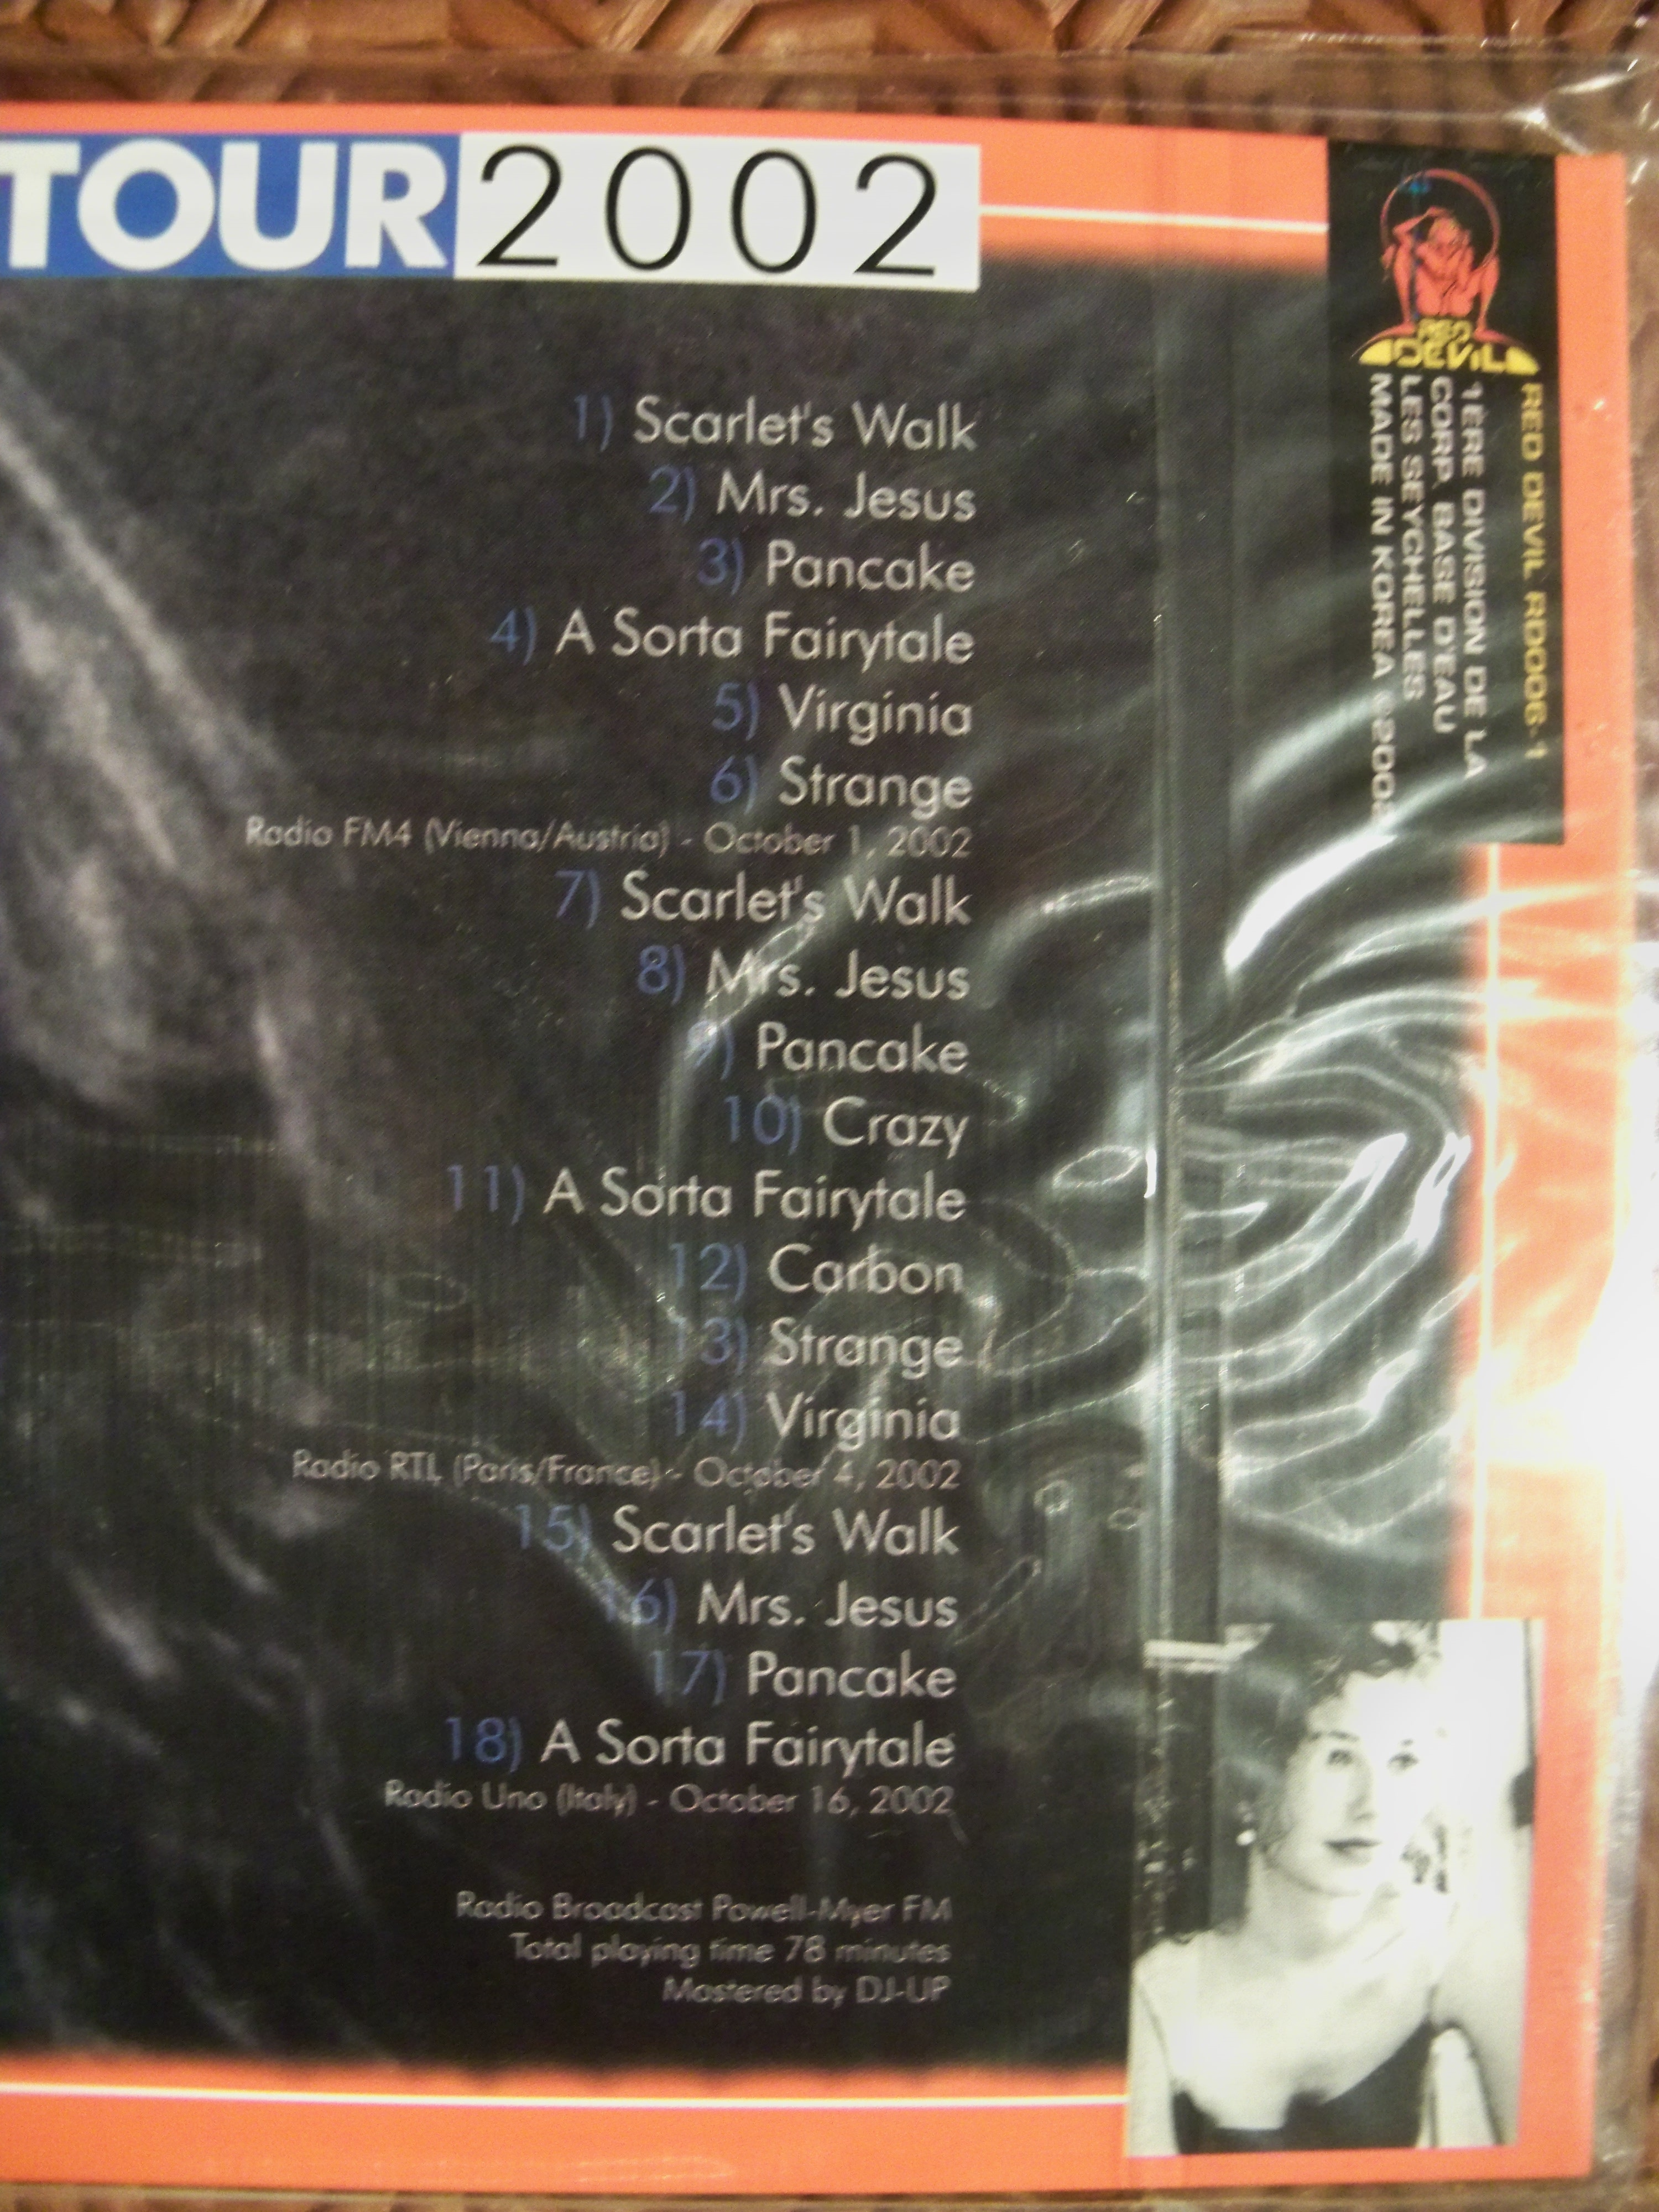 TOUR 2002
1) Scarlet's Walk
2) Mrs. Jesus
3) Pancake
4) A Sorta Fairytale
5) Virginia
6) Strange
Radio FM4 (Vienna/Austria) - October 1, 2002
7) Scarlet's Walk
8) Mrs. Jesus
9) Pancake
10) Crazy
11) A Sorta Fairytale
12) Carbon
13) Strange
14) Virginia
Radio RTL (Paris/France) - October 4, 2002
15) Scarlet's Walk
16) Mrs. Jesus
17) Pancake
18) A Sorta Fairytale
Radio Uno (Italy) - October 16, 2002
Radio Broadcast Powell-Myer FM
Total playing time 78 minutes
Mastered by DJ-UP
RED
DEVIL
RED DEVIL RD006-1
1ERE DIVISION DE LA
CORP. BASE D'EAU
LES SEYCHELLES
MADE IN KOREA ©2002